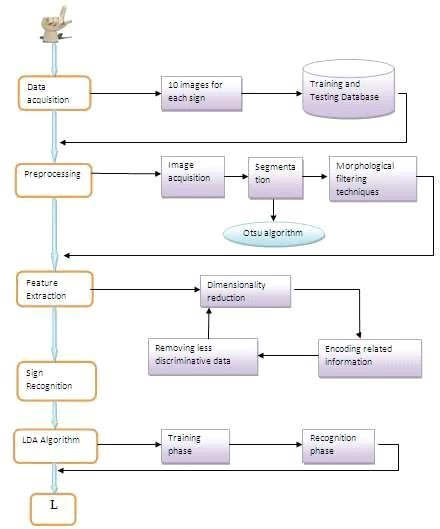 Data
acquisition
10 images for
each sign
Training and
Testing Database
Preprocessing
Image
acquisition
Segmenta
tion
Morphological
filtering
techniques
Otsu algorithm
Feature
Extraction
Dimensionality
reduction
Removing less
discriminative data
Encoding related
information
Sign
Recognition
LDA Algorithm
Training
phase
Recognition
phase
L